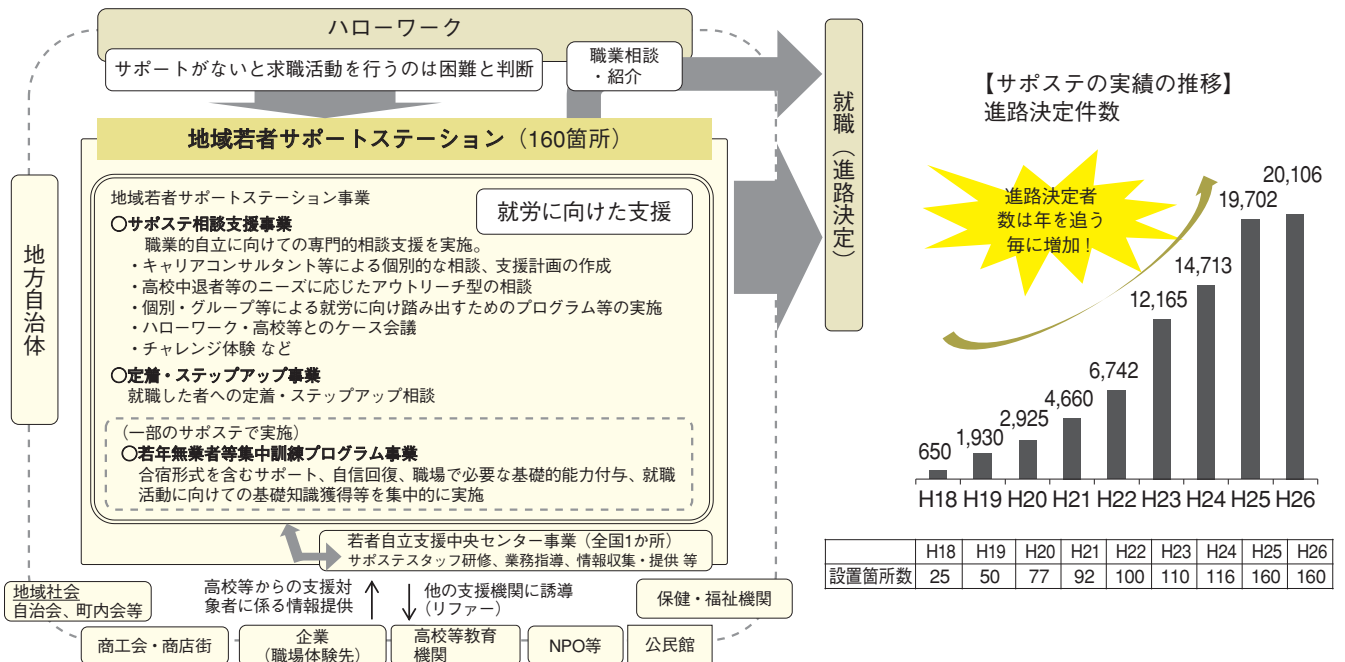 ハローワーク
サポートがないと求職活動を行うのは困難と判断
職業相談
・紹介
地域若者サポートステーション（160箇所）
地域若者サポートステーション事業
就労に向けた支援
○サポステ相談支援事業
職業的自立に向けての専門的相談支援を実施。
・キャリアコンサルタント等による個別的な相談、支援計画の作成
・高校中退者等のニーズに応じたアウトリーチ型の相談
・個別・グループ等による就労に向け踏み出すためのプログラム等の実施
・ハローワーク・高校等とのケース会議
・チャレンジ体験 など
○定着・ステップアップ事業
就職した者への定着・ステップアップ相談
（一部のサポステで実施）
○若年無業者等集中訓練プログラム事業
合宿形式を含むサポート、自信回復、職場で必要な基礎的能力付与、就職
活動に向けての基礎知識獲得等を集中的に実施
若者自立支援中央センター事業（全国1か所）
サポステスタッフ研修、業務指導、情報収集・提供 等
地方自治体
就職（進路決定）
地域社会
自治会、町内会等
高校等からの支援対
象者に係る情報提供
他の支援機関に誘導
（リファー）
保健・福祉機関
商工会・商店街
企業
（職場体験先）
高校等教育
機関
NPO等
公民館
【サポステの実績の推移】
進路決定件数
進路決定者
数は年を追う
毎に増加！
650
1,930
2,925
4,660
6,742
12,165
14,713
19,702
20,106
H18 H19 H20 H21 H22 H23 H24 H25 H26
H18 H19 H20 H21 H22 H23 H24 H25 H26
設置箇所数 25 50 77 92 100 110 116 160 160